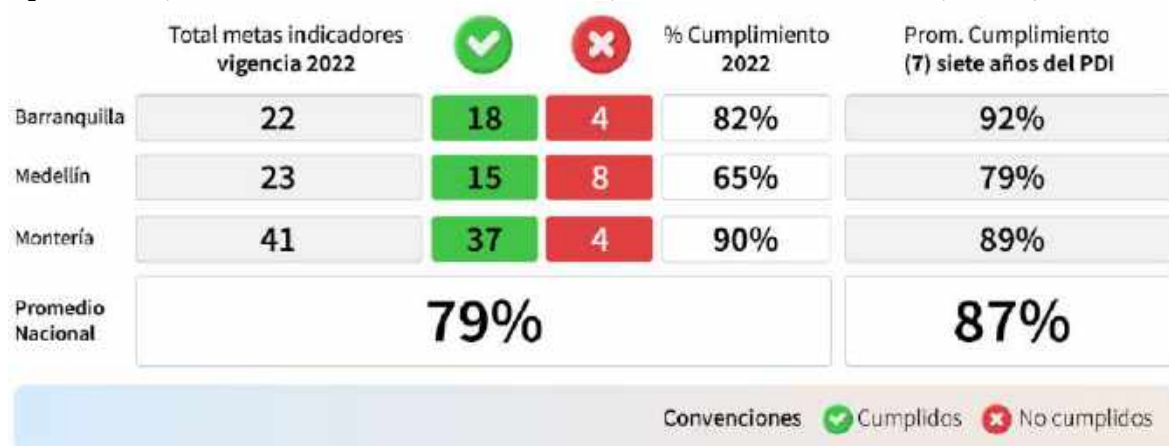 Total metas indicadores
vigencia 2022
% Cumplimiento
2022
Prom. Cumplimiento
(7) siete años del PDI
Barranquilla 22 18 4 82% 92%
Medellín 23 15 8 65% 79%
Montería 41 37 4 90% 89%
Promedio
Nacional
79% 87%
Convenciones Cumplidos No cumplidos